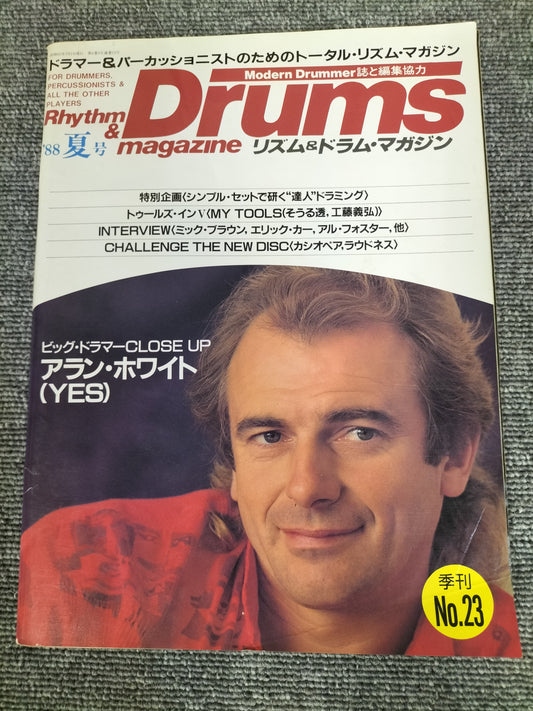 ドラマー&パーカッショニストのためのトータル・リズム・マガジン
FOR DRUMMERS,
PERCUSSIONISTS &
ALL THE OTHER
PLAYERS
Modern Drummer誌と編集協力
Rhythm
&
magazine
Drums
'88 夏号
リズム&ドラム・マガジン
特別企画〈シンプル・セットで研く“達人”ドラミング〉
トゥールズ・イン V〈MY TOOLS(そうる透, 工藤義弘)〉
INTERVIEW〈ミック・ブラウン, エリック・カー, アル・フォスター, 他〉
CHALLENGE THE NEW DISC〈カシオペア, ラウドネス〉
ビッグ・ドラマーCLOSE UP
アラン・ホワイト
(YES)
季刊
No.23